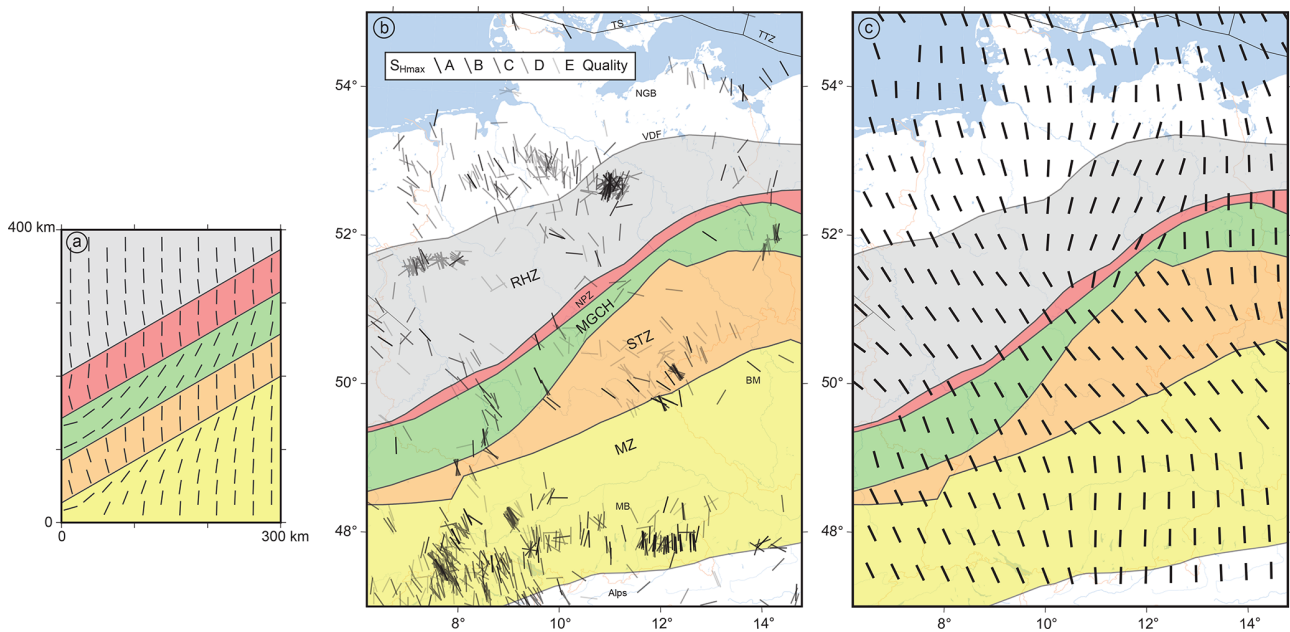 a
400 km
0
0
300 km
b
TS
TTZ
S_Hmax A B C D E Quality
NGB
VDF
RHZ
NPZ
MGCH
STZ
BM
MZ
MB
Alps
54°
52°
50°
48°
8°
10°
12°
14°
c
54°
52°
50°
48°
8°
10°
12°
14°